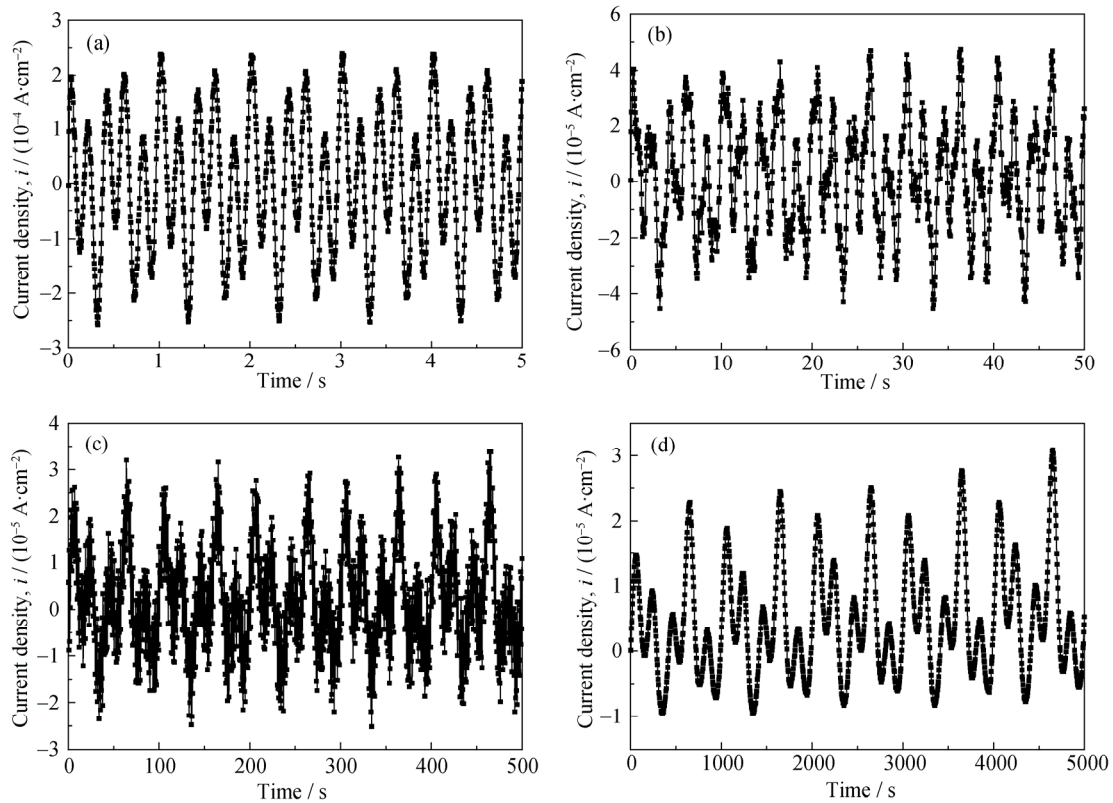 (a)
Current density, i / (10⁻⁴ A·cm⁻²)
3
2
1
0
−1
−2
−3
0 1 2 3 4 5
Time / s
(b)
Current density, i / (10⁻⁵ A·cm⁻²)
6
4
2
0
−2
−4
−6
0 10 20 30 40 50
Time / s
(c)
Current density, i / (10⁻⁵ A·cm⁻²)
4
3
2
1
0
−1
−2
−3
0 100 200 300 400 500
Time / s
(d)
Current density, i / (10⁻⁵ A·cm⁻²)
3
2
1
0
−1
0 1000 2000 3000 4000 5000
Time / s